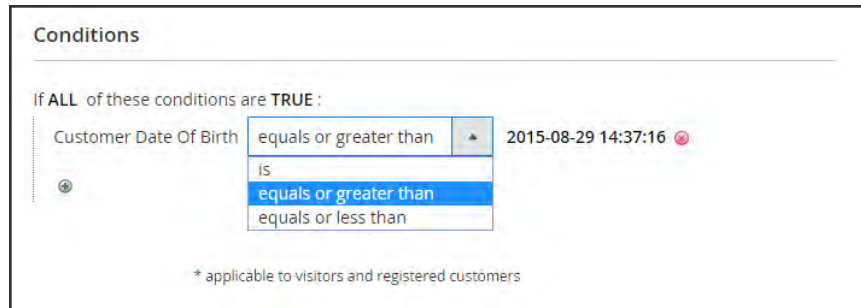 Conditions
If ALL of these conditions are TRUE :
Customer Date Of Birth equals or greater than 2015-08-29 14:37:16
is
equals or greater than
equals or less than
* applicable to visitors and registered customers